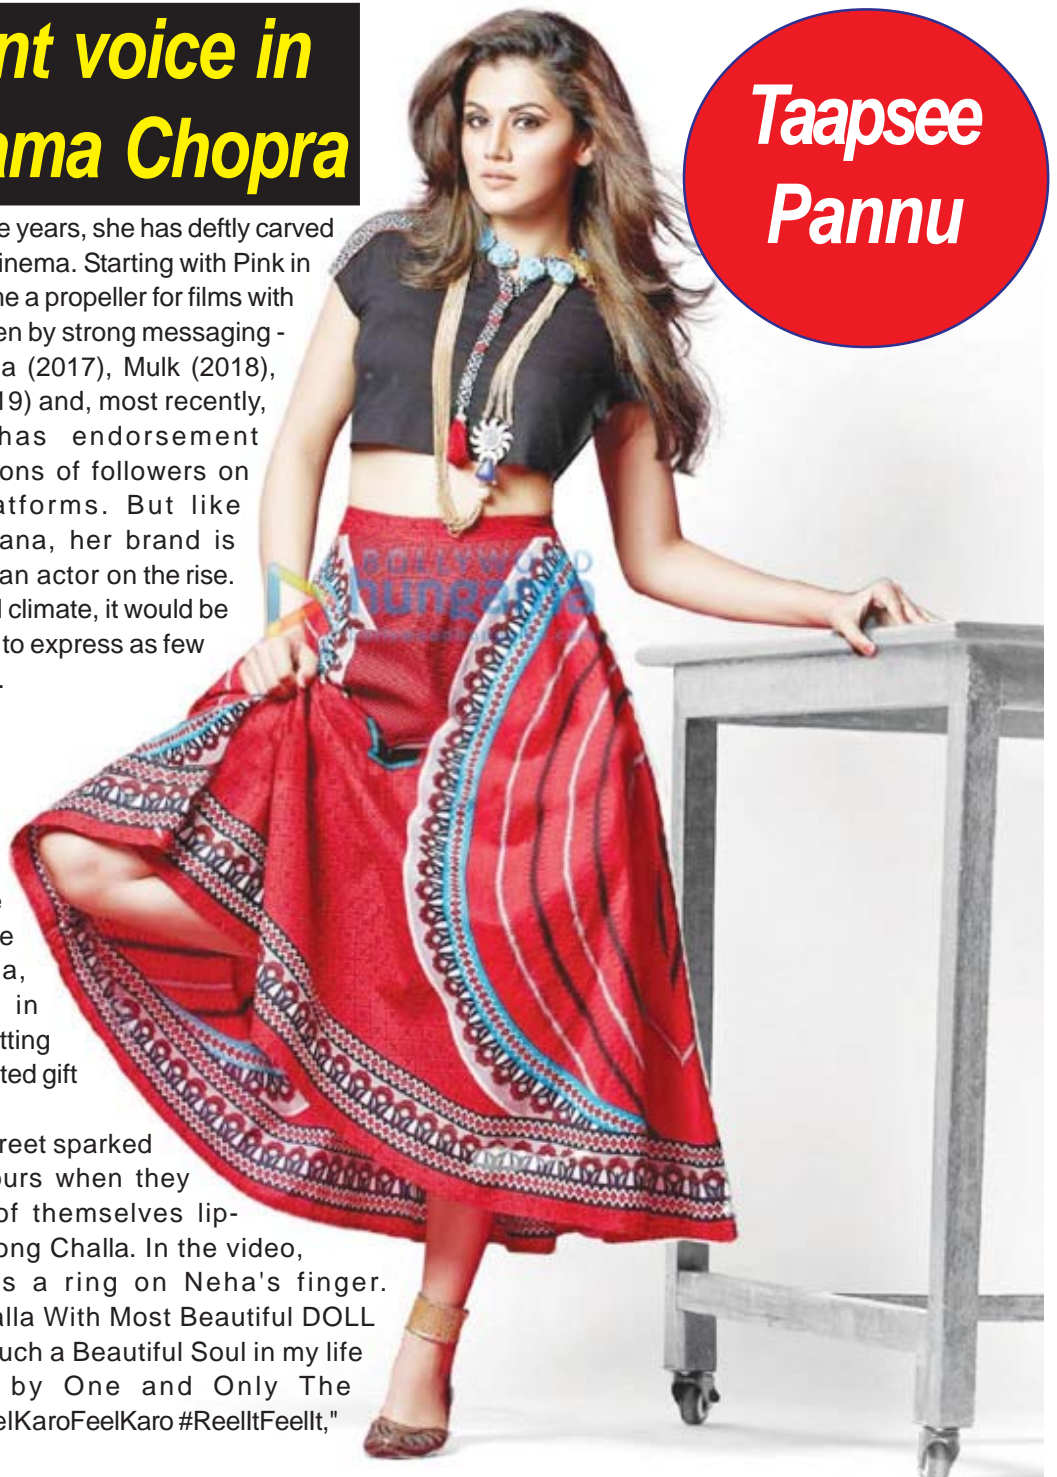 nt voice in
ama Chopra
Taapsee
Pannu
e years, she has deftly carved
inema. Starting with Pink in
ne a propeller for films with
en by strong messaging -
a (2017), Mulk (2018),
19) and, most recently,
has endorsement
ons of followers on
atforms. But like
ana, her brand is
an actor on the rise.
l climate, it would be
to express as few
.
BOLLYWOOD
hungama
e
e
a,
in
tting
ted gift
reet sparked
ours when they
of themselves lip-
ong Challa. In the video,
s a ring on Neha's finger.
alla With Most Beautiful DOLL
uch a Beautiful Soul in my life
by One and Only The
elKaroFeelKaro #ReelItFeelIt,"